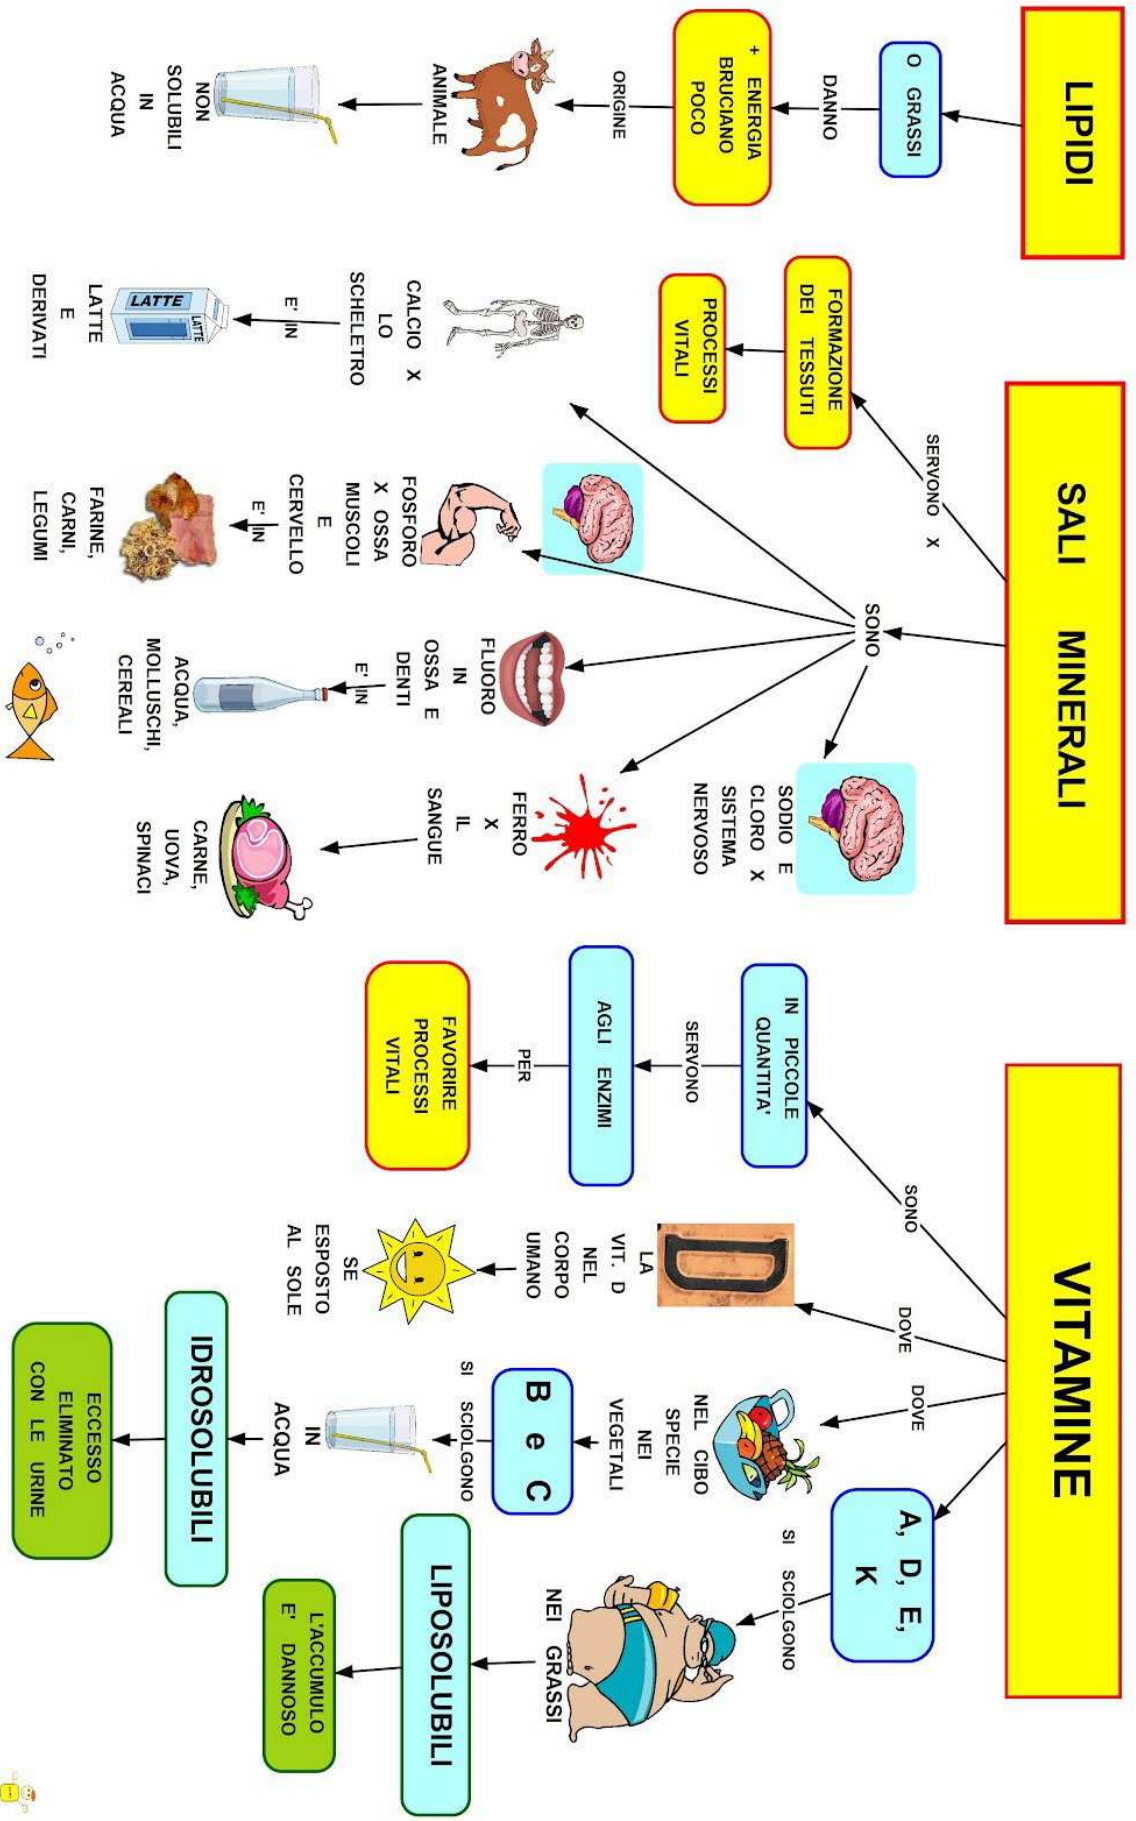 LIPIDI
O GRASSI
DANNO
+ ENERGIA
BRUCIANO
POCO
ORIGINE
ANIMALE
NON
SOLUBILI
IN
ACQUA
SALI MINERALI
SERVONO X
FORMAZIONE
DEI TESSUTI
PROCESSI
VITALI
SONO
CALCIO X
LO
SCHELETRO
E' IN
LATTE
LATTE
LATTE
E
DERIVATI
FOSFORO
X OSSA
MUSCOLI
E
CERVELLO
E' IN
FARINE,
CARNI,
LEGUMI
FLUORO
IN
OSSA E
DENTI
E' IN
ACQUA,
MOLLUSCHI,
CEREALI
FERRO
X
IL
SANGUE
CARNE,
UOVA,
SPINACI
SODIO E
CLORO X
SISTEMA
NERVOSO
VITAMINE
SONO
IN PICCOLE
QUANTITA'
SERVONO
AGLI ENZIMI
PER
FAVORIRE
PROCESSI
VITALI
DOVE
D
LA
VIT. D
NEL
CORPO
UMANO
SE
ESPOSTO
AL SOLE
DOVE
NEL CIBO
SPECIE
NEI
VEGETALI
B e C
SI SCIOLGONO
IN
ACQUA
IDROSOLUBILI
ECCESSO
ELIMINATO
CON LE URINE
A, D, E,
K
SI SCIOLGONO
NEI GRASSI
LIPOSOLUBILI
L'ACCUMULO
E' DANNOSO